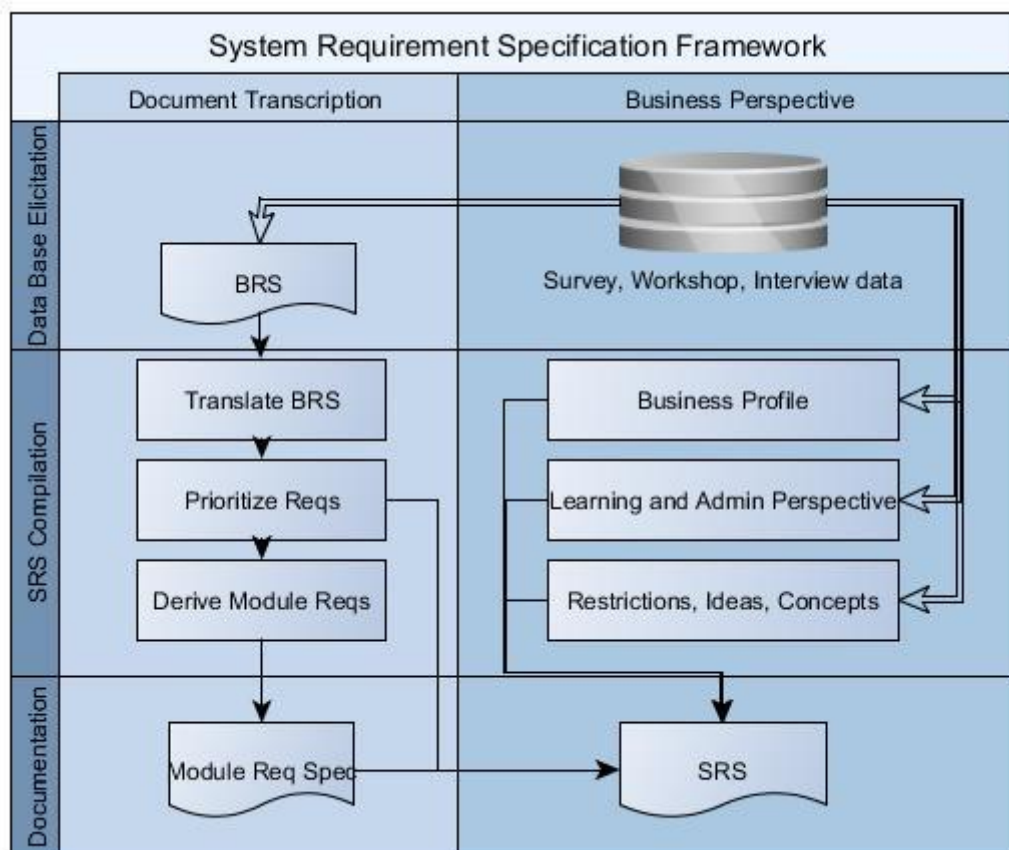 System Requirement Specification Framework
Document Transcription
Business Perspective
Data Base Elicitation
BRS
Survey, Workshop, Interview data
SRS Compilation
Translate BRS
Business Profile
Prioritize Reqs
Learning and Admin Perspective
Derive Module Reqs
Restrictions, Ideas, Concepts
Documentation
Module Req Spec
SRS